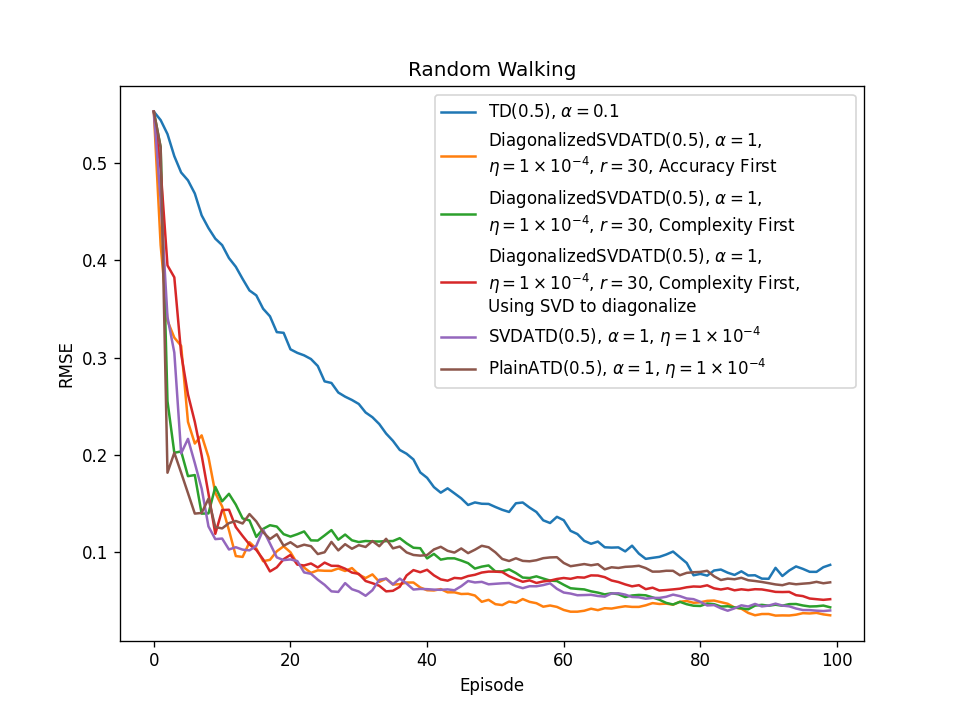 Random Walking
TD(0.5), α = 0.1
DiagonalizedSVDATD(0.5), α = 1,
η = 1 × 10⁻⁴, r = 30, Accuracy First
DiagonalizedSVDATD(0.5), α = 1,
η = 1 × 10⁻⁴, r = 30, Complexity First
DiagonalizedSVDATD(0.5), α = 1,
η = 1 × 10⁻⁴, r = 30, Complexity First,
Using SVD to diagonalize
SVDATD(0.5), α = 1, η = 1 × 10⁻⁴
PlainATD(0.5), α = 1, η = 1 × 10⁻⁴
RMSE
0.5
0.4
0.3
0.2
0.1
0 20 40 60 80 100
Episode